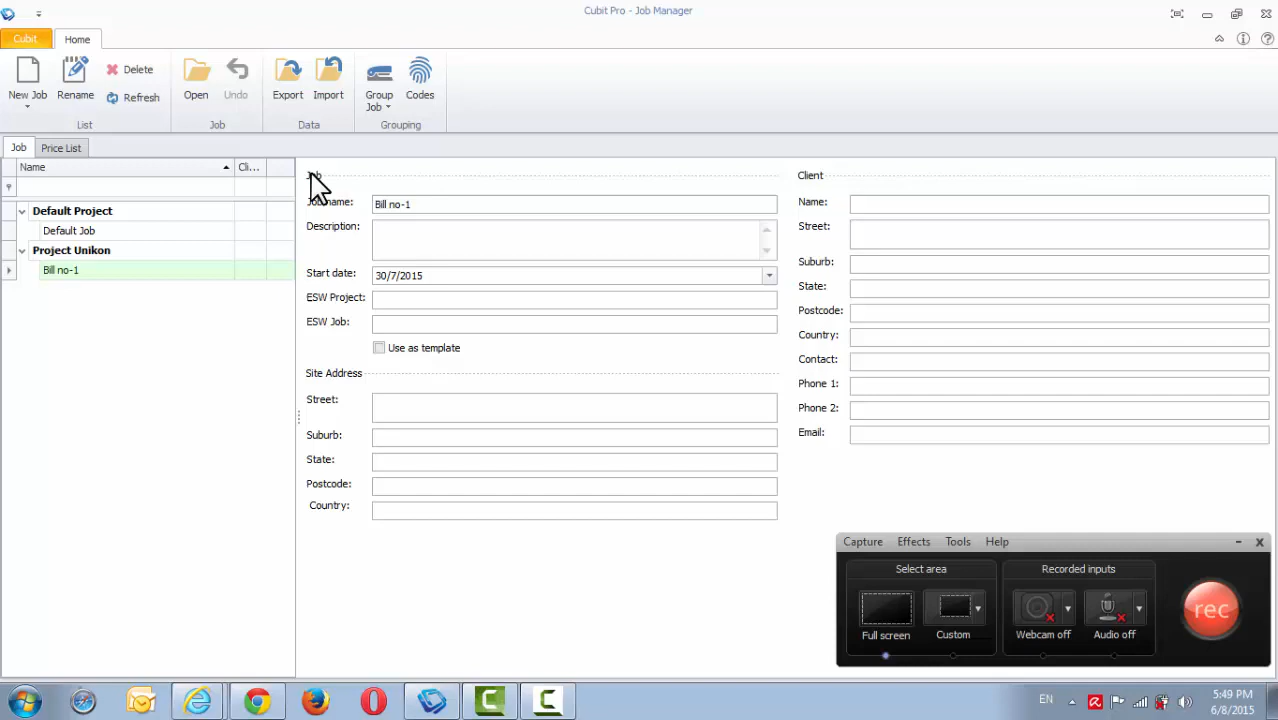 Cubit Pro - Job Manager
Cubit
Home
New Job
Rename
Delete
Refresh
Open
Undo
Export
Import
Group Job
Codes
List
Job
Data
Grouping
Job
Price List
Name
Cli...
Default Project
Default Job
Project Unikon
Bill no-1
Job
Job name: Bill no-1
Description:
Start date: 30/7/2015
ESW Project:
ESW Job:
Use as template
Site Address
Street:
Suburb:
State:
Postcode:
Country:
Client
Name:
Street:
Suburb:
State:
Postcode:
Country:
Contact:
Phone 1:
Phone 2:
Email:
Capture Effects Tools Help
Select area
Recorded inputs
Full screen
Custom
Webcam off
Audio off
rec
EN
5:49 PM
6/8/2015